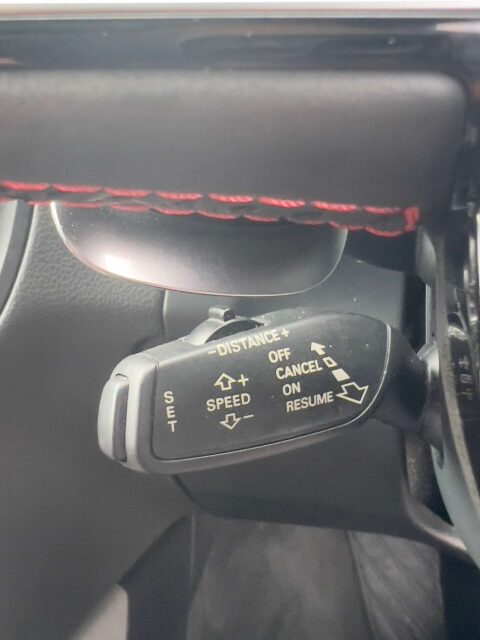 -DISTANCE+
OFF
CANCEL
ON
RESUME
+
SPEED
-
SET